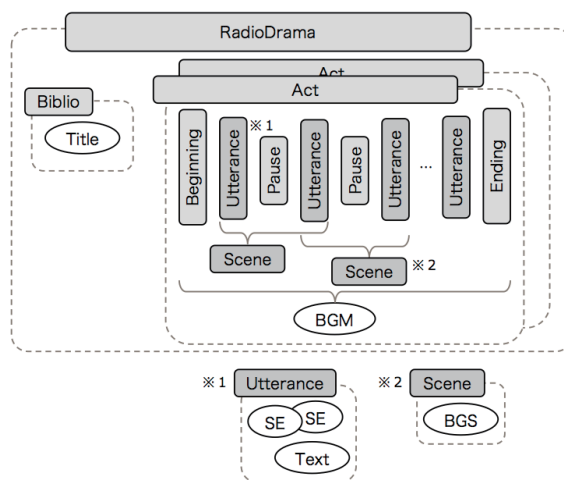 RadioDrama
Act
Act
Biblio
Title
Beginning
Utterance
※1
Pause
Utterance
Pause
Utterance
...
Utterance
Ending
Scene
Scene
※2
BGM
※1 Utterance
SE
SE
Text
※2 Scene
BGS